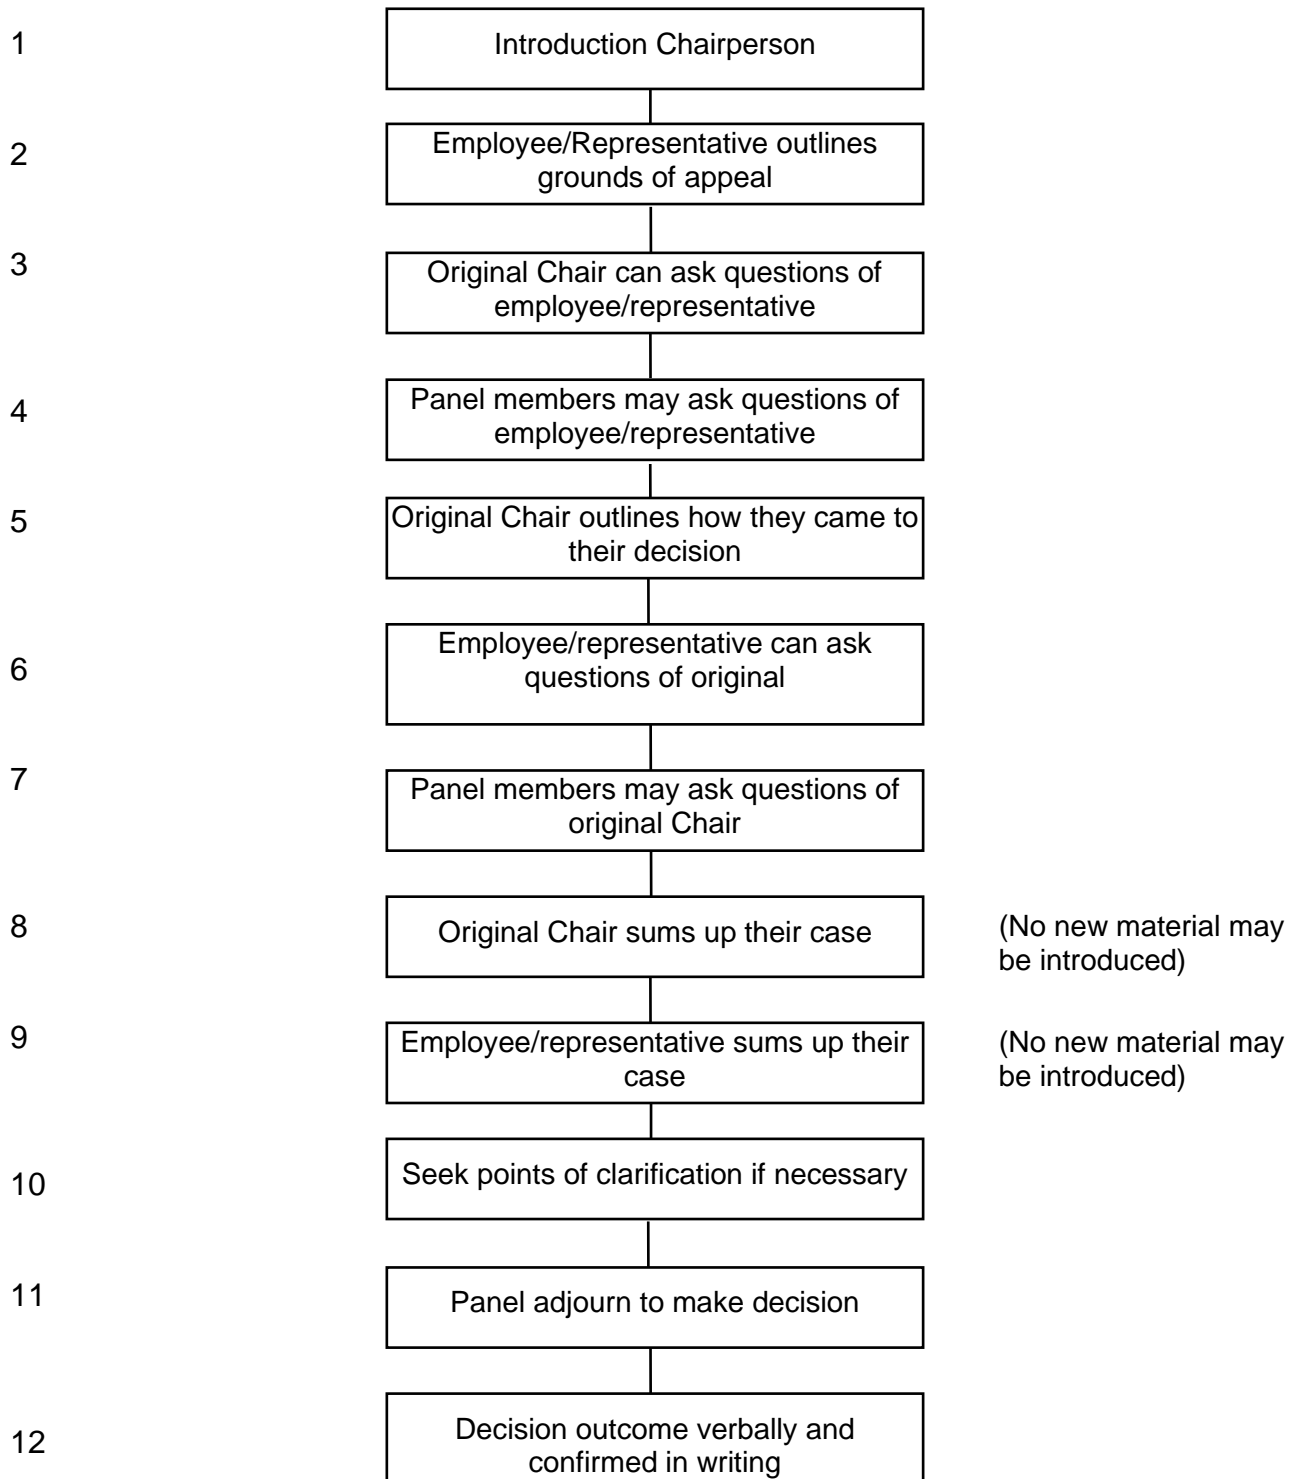 1
Introduction Chairperson
2
Employee/Representative outlines
grounds of appeal
3
Original Chair can ask questions of
employee/representative
4
Panel members may ask questions of
employee/representative
5
Original Chair outlines how they came to
their decision
6
Employee/representative can ask
questions of original
7
Panel members may ask questions of
original Chair
8
Original Chair sums up their case
(No new material may
be introduced)
9
Employee/representative sums up their
case
(No new material may
be introduced)
10
Seek points of clarification if necessary
11
Panel adjourn to make decision
12
Decision outcome verbally and
confirmed in writing